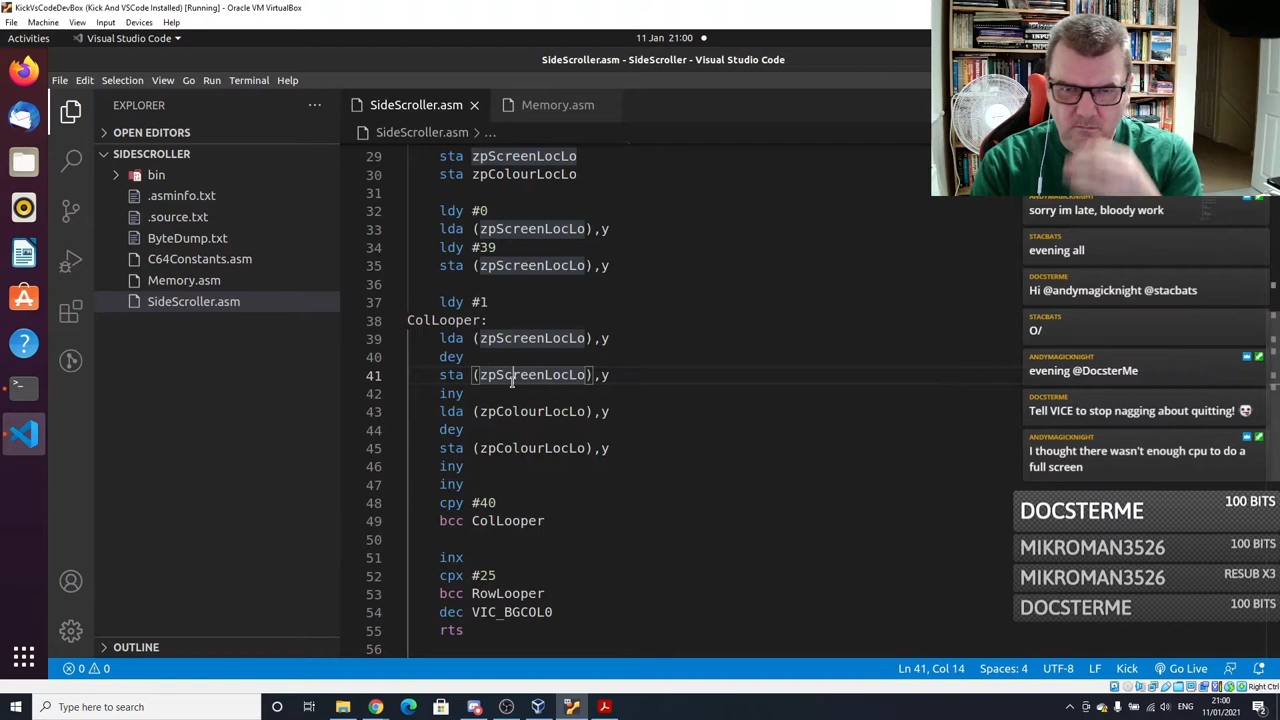 KickVsCodeDevBox (Kick And VSCode Installed) [Running] - Oracle VM VirtualBox
File Machine View Input Devices Help
Activities Visual Studio Code 11 Jan 21:00
SideScroller.asm - SideScroller - Visual Studio Code
File Edit Selection View Go Run Terminal Help
EXPLORER
OPEN EDITORS
SIDESCROLLER
bin
.asminfo.txt
.source.txt
ByteDump.txt
C64Constants.asm
Memory.asm
SideScroller.asm
OUTLINE
SideScroller.asm Memory.asm
SideScroller.asm ...
29 sta zpScreenLocLo
30 sta zpColourLocLo
31
32 ldy #0
33 lda (zpScreenLocLo),y
34 ldy #39
35 sta (zpScreenLocLo),y
36
37 ldy #1
38 ColLooper:
39 lda (zpScreenLocLo),y
40 dey
41 sta (zpScreenLocLo),y
42 iny
43 lda (zpColourLocLo),y
44 dey
45 sta (zpColourLocLo),y
46 iny
47 iny
48 cpy #40
49 bcc ColLooper
50
51 inx
52 cpx #25
53 bcc RowLooper
54 dec VIC_BGCOL0
55 rts
56
ANDYMAGICKNIGHT
sorry im late, bloody work
STACBATS
evening all
DOCSTERME
Hi @andymagicknight @stacbats
STACBATS
O/
ANDYMAGICKNIGHT
evening @DocsterMe
DOCSTERME
Tell VICE to stop nagging about quitting!
ANDYMAGICKNIGHT
I thought there wasn't enough cpu to do a
full screen
DOCSTERME 100 BITS
MIKROMAN3526 100 BITS
MIKROMAN3526 RESUB X3
DOCSTERME 100 BITS
0 0 Ln 41, Col 14 Spaces: 4 UTF-8 LF Kick Go Live
Right Ctrl
Type here to search
21:00
11/01/2021